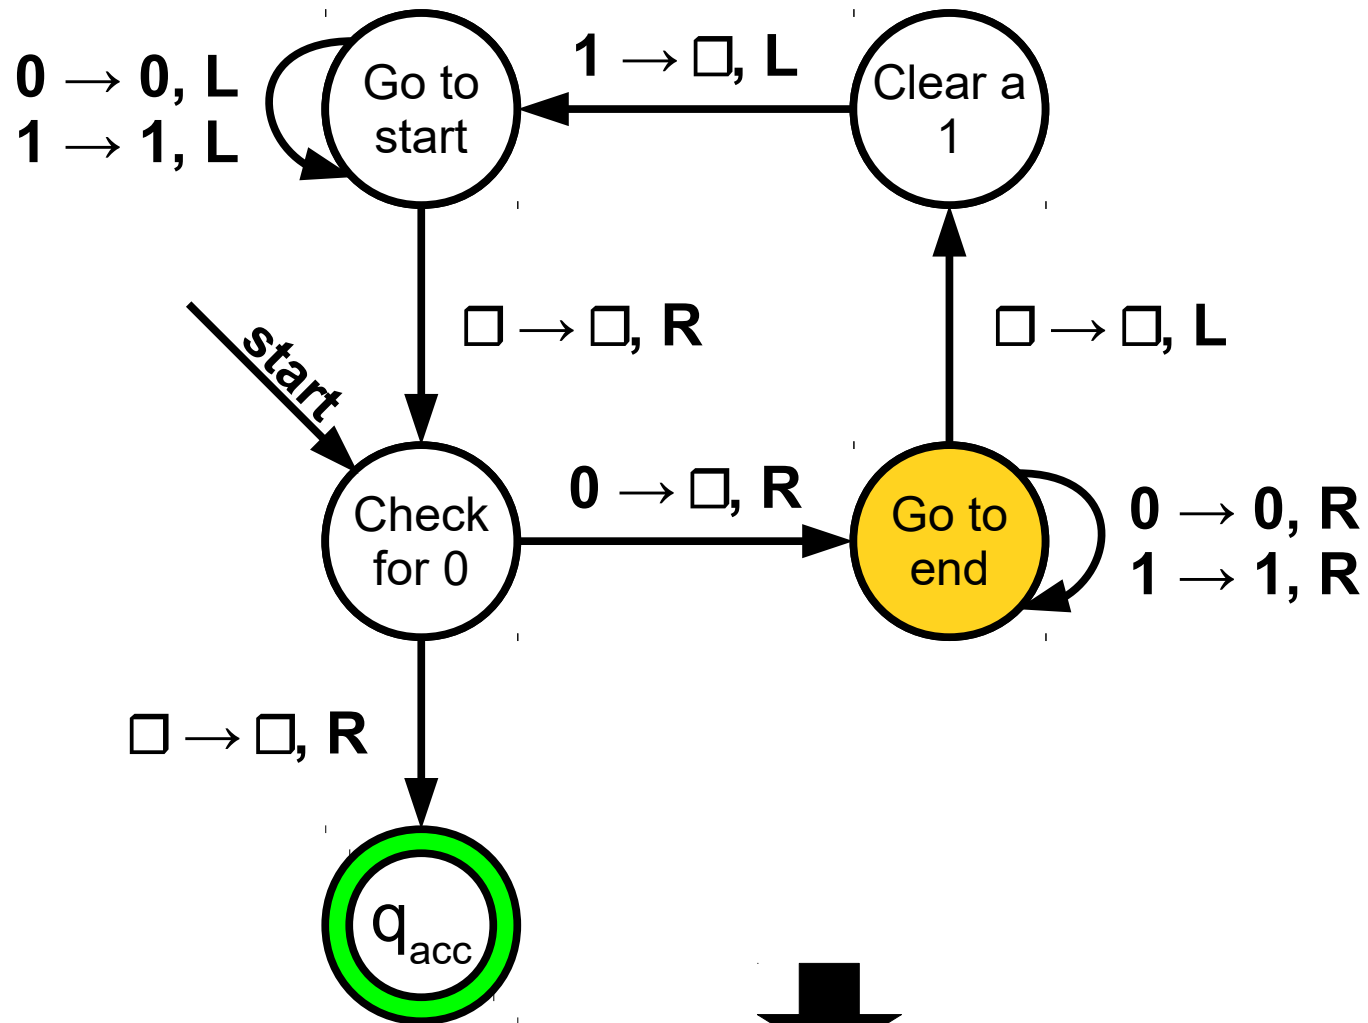 0 → 0, L
1 → 1, L
Go to
start
1 → □, L
Clear a
1
□ → □, R
□ → □, L
start
Check
for 0
0 → □, R
Go to
end
0 → 0, R
1 → 1, R
□ → □, R
qacc